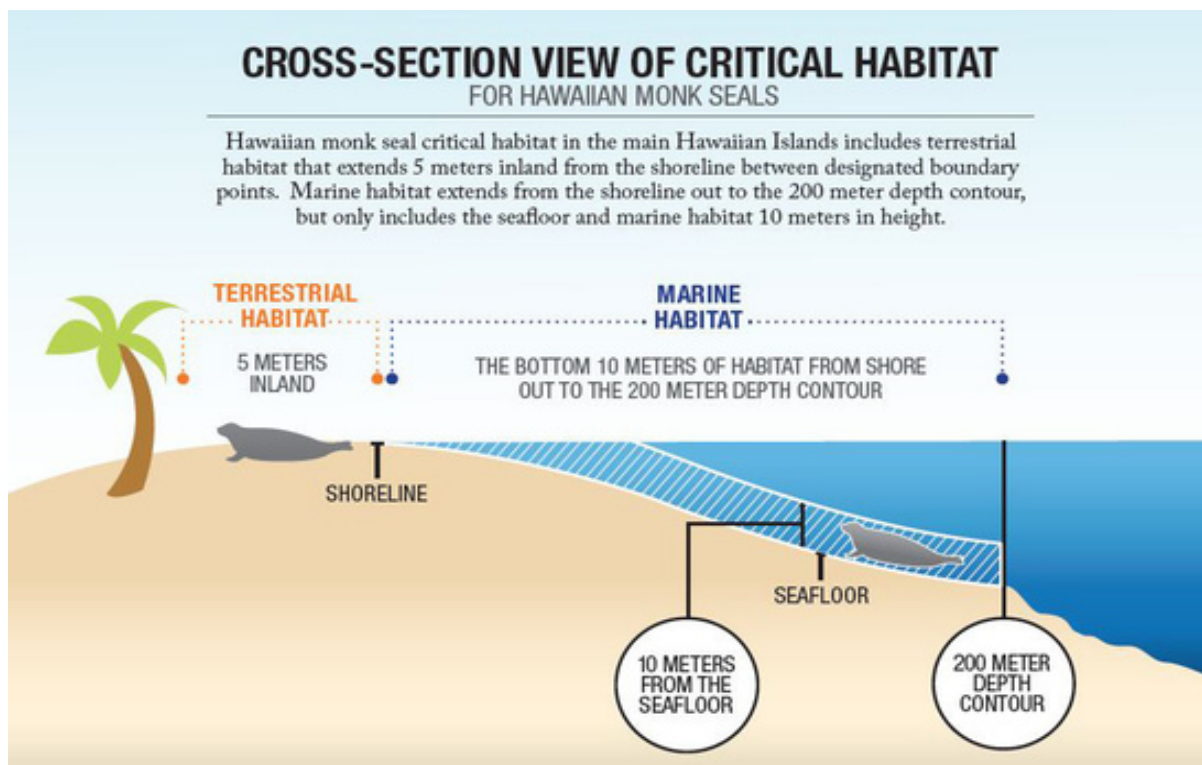 CROSS-SECTION VIEW OF CRITICAL HABITAT
FOR HAWAIIAN MONK SEALS
Hawaiian monk seal critical habitat in the main Hawaiian Islands includes terrestrial
habitat that extends 5 meters inland from the shoreline between designated boundary
points. Marine habitat extends from the shoreline out to the 200 meter depth contour,
but only includes the seafloor and marine habitat 10 meters in height.
TERRESTRIAL
HABITAT
5 METERS
INLAND
MARINE
HABITAT
THE BOTTOM 10 METERS OF HABITAT FROM SHORE
OUT TO THE 200 METER DEPTH CONTOUR
SHORELINE
SEAFLOOR
10 METERS
FROM THE
SEAFLOOR
200 METER
DEPTH
CONTOUR